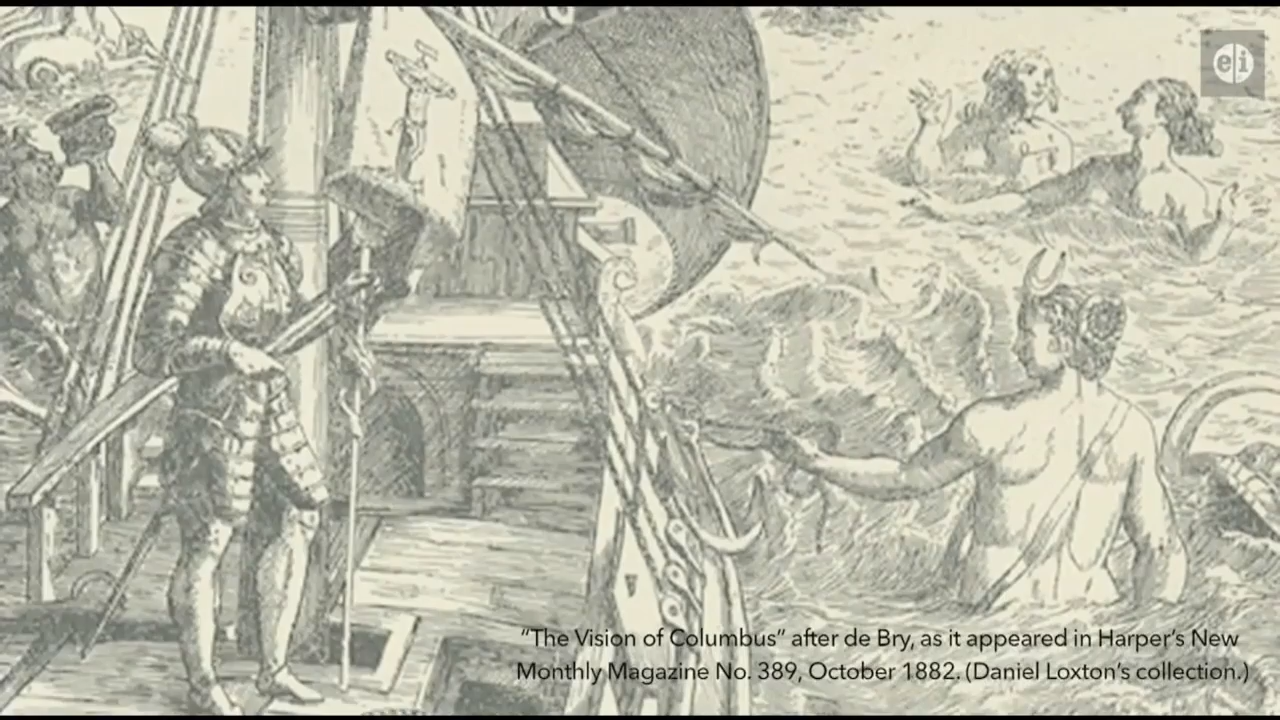 ei
“The Vision of Columbus” after de Bry, as it appeared in Harper’s New
Monthly Magazine No. 389, October 1882. (Daniel Loxton’s collection.)